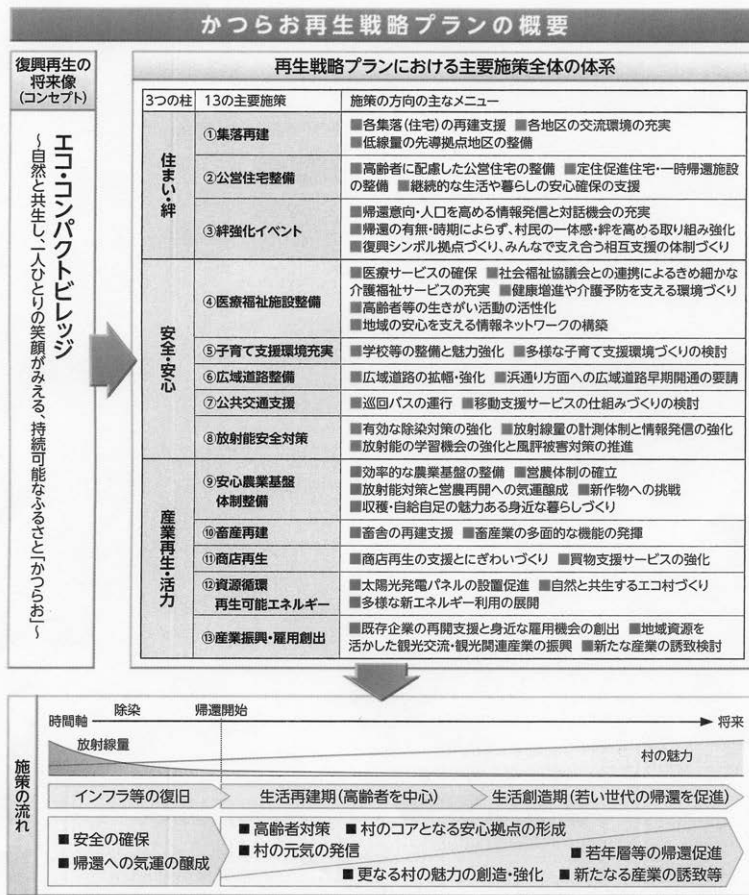 かつらお再生戦略プランの概要
復興再生の
将来像
(コンセプト)
エコ・コンパクトビレッジ
～自然と共生し、一人ひとりの笑顔がみえる、持続可能なふるさと「かつらお」～
再生戦略プランにおける主要施策全体の体系
3つの柱 13の主要施策 施策の方向の主なメニュー
住まい・絆
①集落再建
■各集落(住宅)の再建支援 ■各地区の交流環境の充実
■低線量の先導拠点地区の整備
②公営住宅整備
■高齢者に配慮した公営住宅の整備 ■定住促進住宅・一時帰還施設
の整備 ■継続的な生活や暮らしの安心確保の支援
③絆強化イベント
■帰還意向・人口を高める情報発信と対話機会の充実
■帰還の有無・時期によらず、村民の一体感・絆を高める取り組み強化
■復興シンボル拠点づくり、みんなで支え合う相互支援の体制づくり
安全・安心
④医療福祉施設整備
■医療サービスの確保 ■社会福祉協議会との連携によるきめ細かな
介護福祉サービスの充実 ■健康増進や介護予防を支える環境づくり
■高齢者等の生きがい活動の活性化
■地域の安心を支える情報ネットワークの構築
⑤子育て支援環境充実
■学校等の整備と魅力強化 ■多様な子育て支援環境づくりの検討
⑥広域道路整備
■広域道路の拡幅・強化 ■浜通り方面への広域道路早期開通の要請
⑦公共交通支援
■巡回バスの運行 ■移動支援サービスの仕組みづくりの検討
⑧放射能安全対策
■有効な除染対策の強化 ■放射線量の計測体制と情報発信の強化
■放射能の学習機会の強化と風評被害対策の推進
産業再生・活力
⑨安心農業基盤
体制整備
■効率的な農業基盤の整備 ■営農体制の確立
■放射能対策と営農再開への気運醸成 ■新作物への挑戦
■収穫・自給自足の魅力ある身近な暮らしづくり
⑩畜産再建
■畜舎の再建支援 ■畜産業の多面的な機能の発揮
⑪商店再生
■商店再生の支援とにぎわいづくり ■買物支援サービスの強化
⑫資源循環
再生可能エネルギー
■太陽光発電パネルの設置促進 ■自然と共生するエコ村づくり
■多様な新エネルギー利用の展開
⑬産業振興・雇用創出
■既存企業の再開支援と身近な雇用機会の創出 ■地域資源を
活かした観光交流・観光関連産業の振興 ■新たな産業の誘致検討
施策の流れ
時間軸 除染 帰還開始 将来
放射線量
村の魅力
インフラ等の復旧 生活再建期(高齢者を中心) 生活創造期(若い世代の帰還を促進)
■安全の確保
■帰還への気運の醸成
■高齢者対策 ■村のコアとなる安心拠点の形成
■村の元気の発信
■若年層等の帰還促進
■更なる村の魅力の創造・強化 ■新たなる産業の誘致等